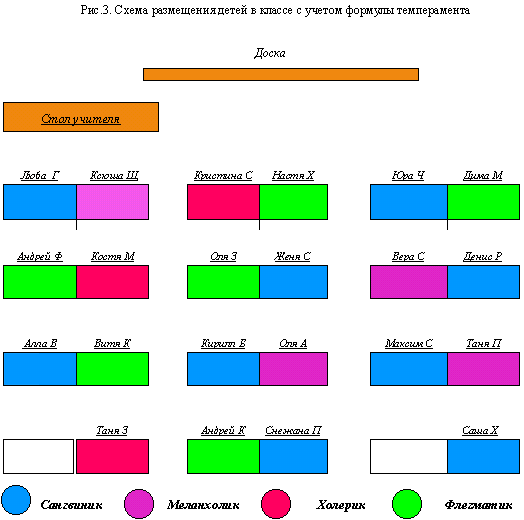 Рис.3. Схема размещения детей в классе с учетом формулы темперамента
Доска
Стол учителя
Люба Г Ксюша Щ Кристина С Настя Х Юра Ч Дима М
Андрей Ф Костя М Оля З Женя С Вера С Денис Р
Алла В Витя К Кирилл Е Оля А Максим С Таня П
Таня З Андрей К Снежана П Саша Х
Сангвиник Меланхолик Холерик Флегматик